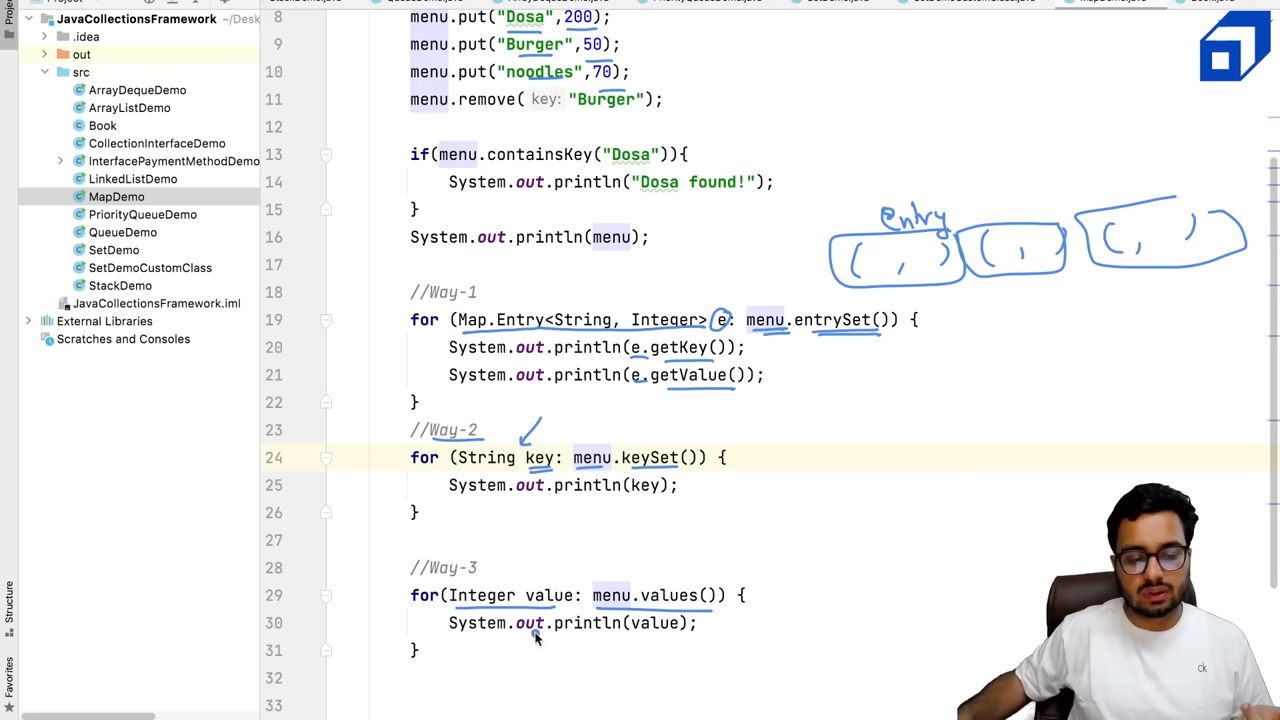 JavaCollectionsFramework ~/Desk
.idea
out
src
ArrayDequeDemo
ArrayListDemo
Book
CollectionInterfaceDemo
InterfacePaymentMethodDemo
LinkedListDemo
MapDemo
PriorityQueueDemo
QueueDemo
SetDemo
SetDemoCustomClass
StackDemo
JavaCollectionsFramework.iml
External Libraries
Scratches and Consoles
Structure
Favorites
8 menu.put("Dosa",200);
9 menu.put("Burger",50);
10 menu.put("noodles",70);
11 menu.remove( key: "Burger");
12
13 if(menu.containsKey("Dosa")){
14 System.out.println("Dosa found!");
15 }
16 System.out.println(menu);
17
18 //Way-1
19 for (Map.Entry<String, Integer> e: menu.entrySet()) {
20 System.out.println(e.getKey());
21 System.out.println(e.getValue());
22 }
23 //Way-2
24 for (String key: menu.keySet()) {
25 System.out.println(key);
26 }
27
28 //Way-3
29 for(Integer value: menu.values()) {
30 System.out.println(value);
31 }
32
33
Entry
( , ) ( , ) ( , )
ck